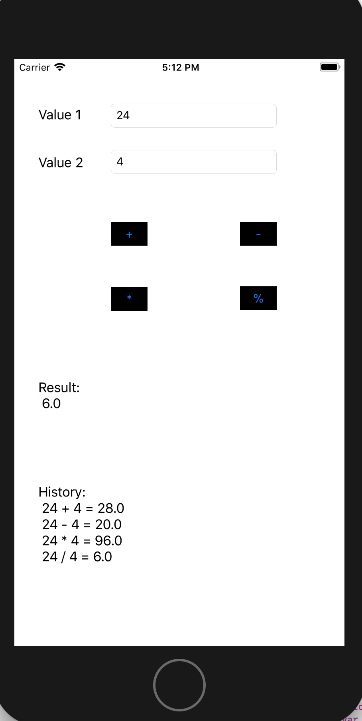 Carrier 5:12 PM
Value 1 24
Value 2 4
+ -
* %
Result:
6.0
History:
24 + 4 = 28.0
24 - 4 = 20.0
24 * 4 = 96.0
24 / 4 = 6.0